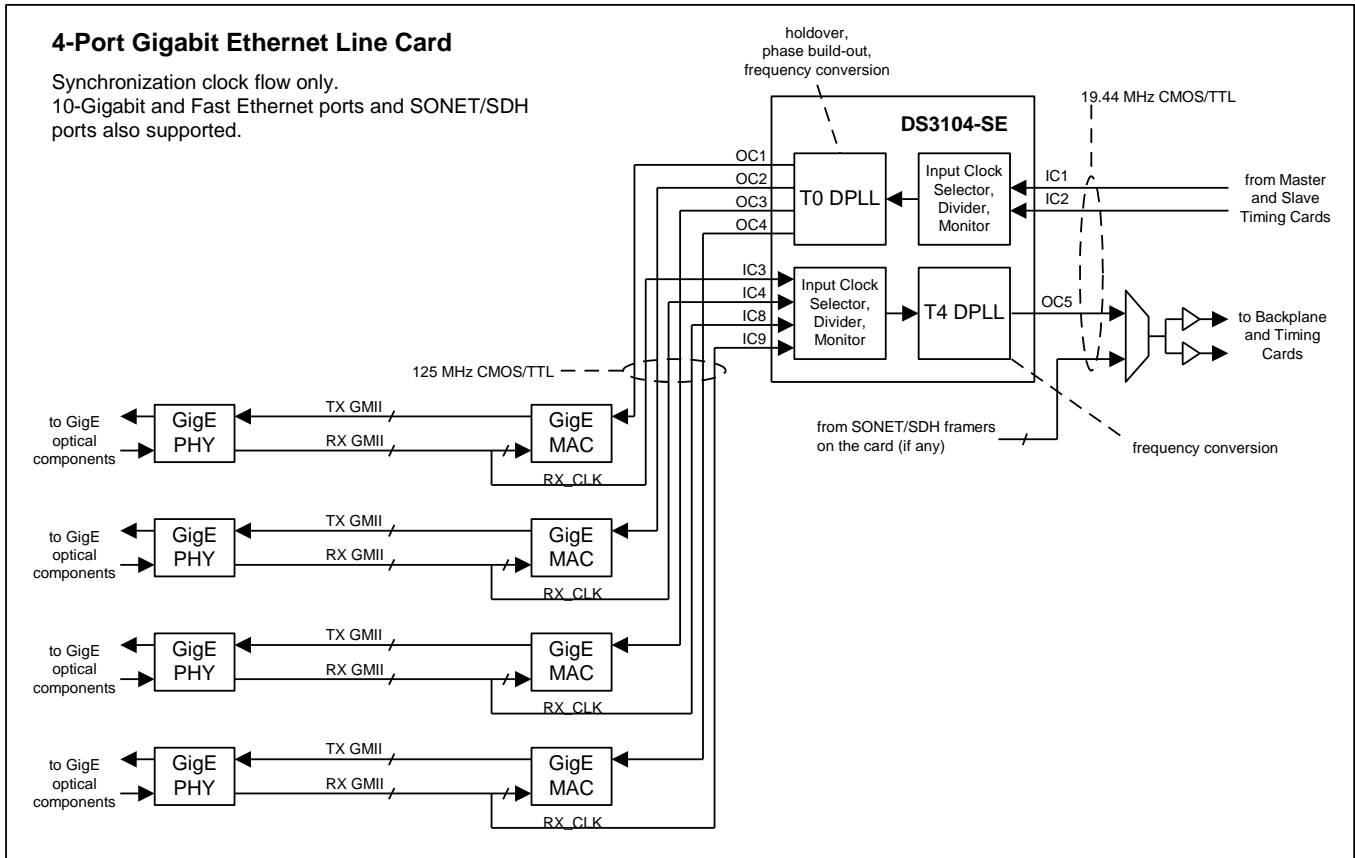 4-Port Gigabit Ethernet Line Card
Synchronization clock flow only.
10-Gigabit and Fast Ethernet ports and SONET/SDH
ports also supported.
holdover,
phase build-out,
frequency conversion
19.44 MHz CMOS/TTL
DS3104-SE
OC1
OC2
OC3
OC4
T0 DPLL
Input Clock
Selector,
Divider,
Monitor
IC1
IC2
from Master
and Slave
Timing Cards
IC3
IC4
IC8
IC9
Input Clock
Selector,
Divider,
Monitor
T4 DPLL
OC5
to Backplane
and Timing
Cards
125 MHz CMOS/TTL
from SONET/SDH framers
on the card (if any)
frequency conversion
to GigE
optical
components
GigE
PHY
TX GMII
RX GMII
GigE
MAC
RX_CLK
to GigE
optical
components
GigE
PHY
TX GMII
RX GMII
GigE
MAC
RX_CLK
to GigE
optical
components
GigE
PHY
TX GMII
RX GMII
GigE
MAC
RX_CLK
to GigE
optical
components
GigE
PHY
TX GMII
RX GMII
GigE
MAC
RX_CLK